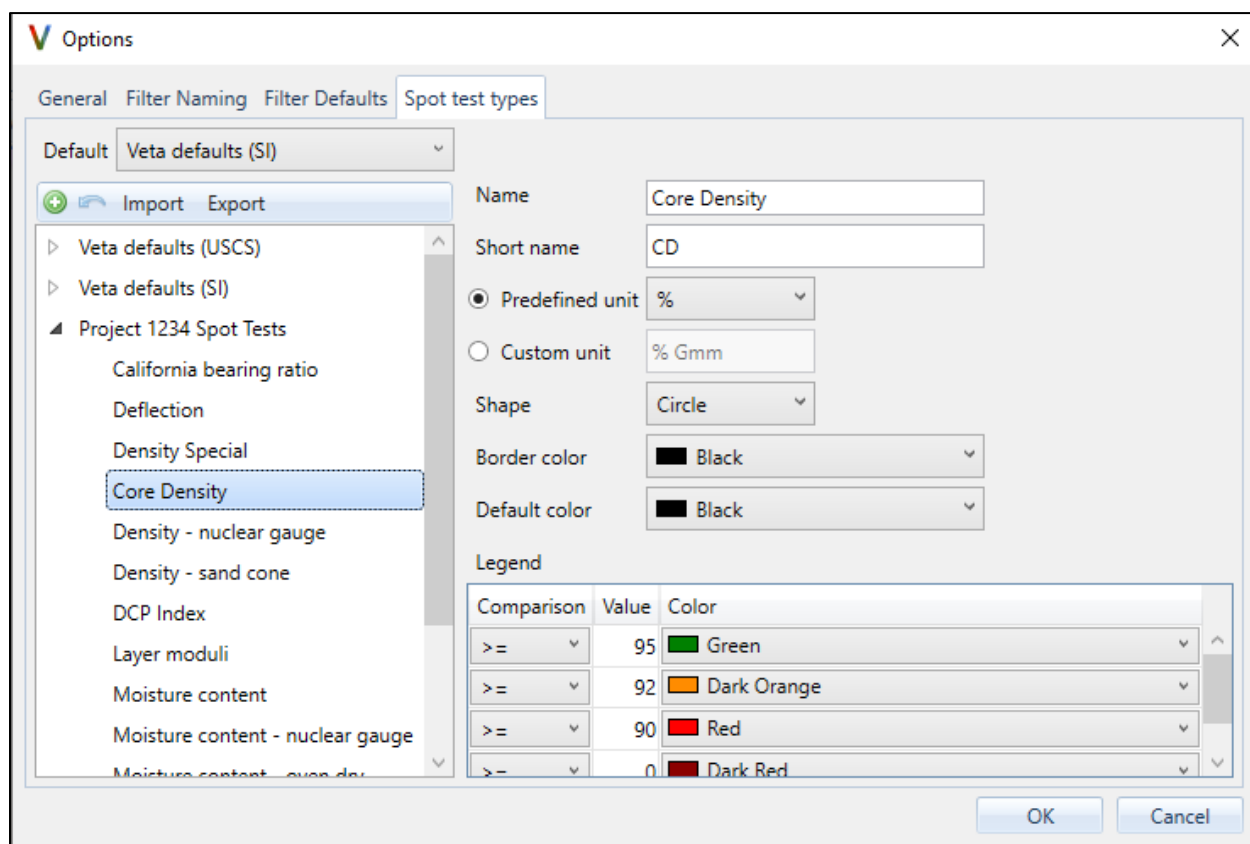 Options
General Filter Naming Filter Defaults Spot test types
Default Veta defaults (SI)
Import Export
Veta defaults (USCS)
Veta defaults (SI)
Project 1234 Spot Tests
California bearing ratio
Deflection
Density Special
Core Density
Density - nuclear gauge
Density - sand cone
DCP Index
Layer moduli
Moisture content
Moisture content - nuclear gauge
Moisture content - oven dry
Name Core Density
Short name CD
Predefined unit %
Custom unit % Gmm
Shape Circle
Border color Black
Default color Black
Legend
Comparison Value Color
>= 95 Green
>= 92 Dark Orange
>= 90 Red
>= 0 Dark Red
OK Cancel